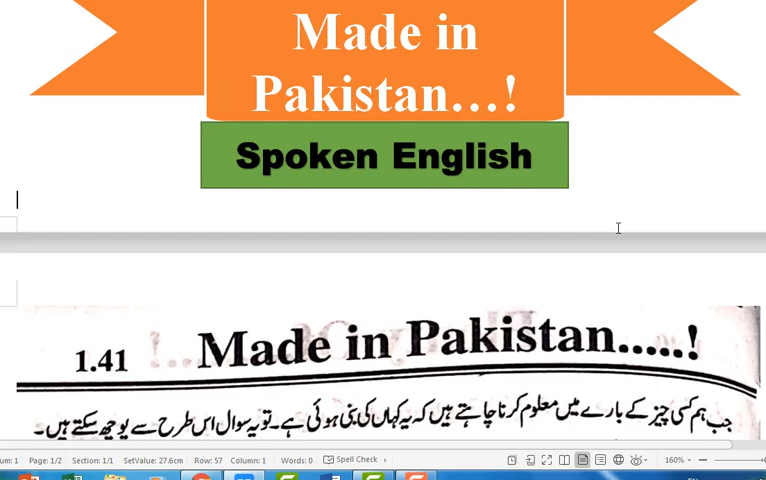 Made in
Pakistan...!
Spoken English
1.41 Made in Pakistan.....!
جب ہم کسی چیز کے بارے میں معلوم کرنا چاہتے ہیں کہ یہ کہاں کی بنی ہوئی ہے۔ تو یہ سوال اس طرح سے پوچھ سکتے ہیں۔
Page: 1/2 Section: 1/1 SetValue: 27.6cm Row: 57 Column: 1 Words: 0 Spell Check 160%